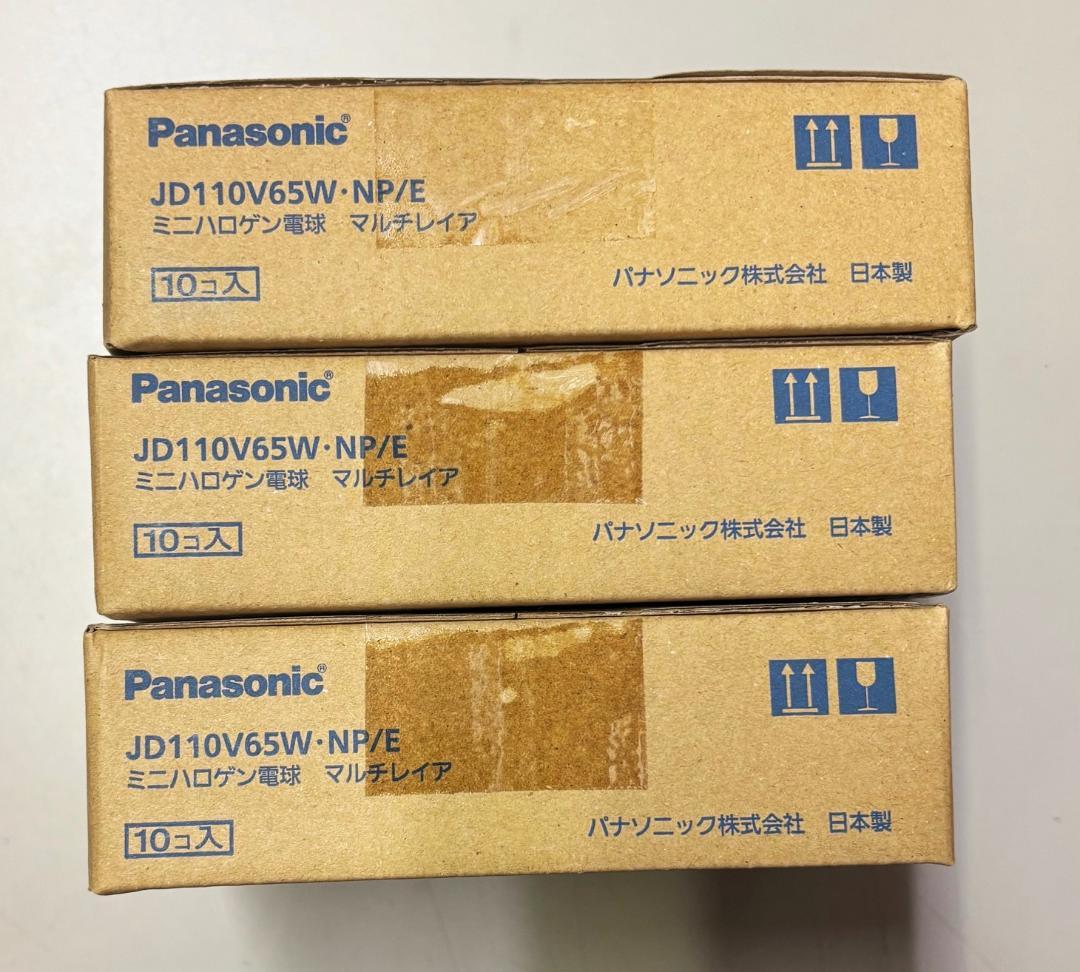 Panasonic®
JD110V65W・NP/E
ミニハロゲン電球 マルチレイア
10コ入
パナソニック株式会社 日本製
Panasonic®
JD110V65W・NP/E
ミニハロゲン電球 マルチレイア
10コ入
パナソニック株式会社 日本製
Panasonic®
JD110V65W・NP/E
ミニハロゲン電球 マルチレイア
10コ入
パナソニック株式会社 日本製